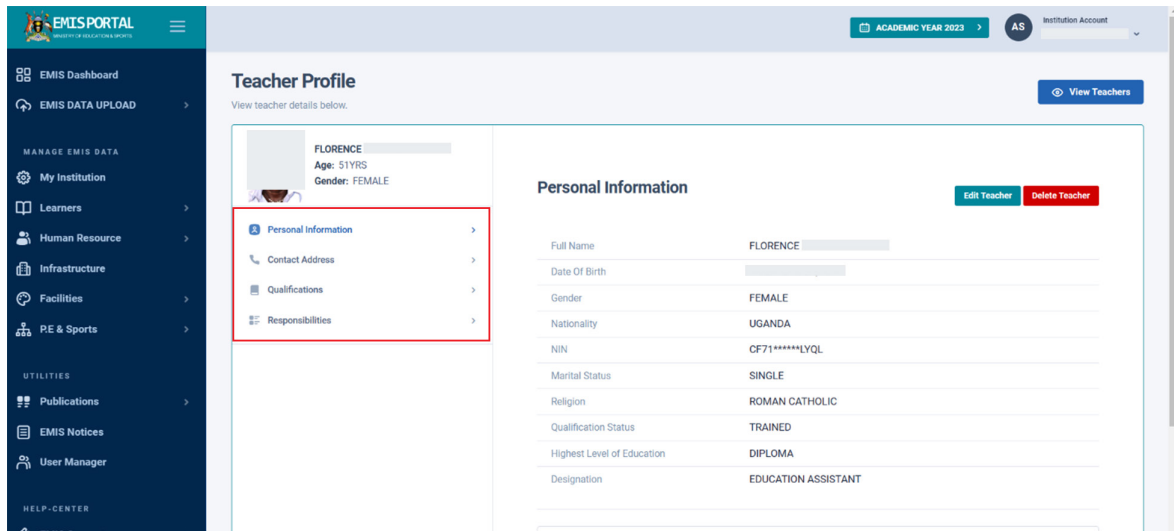 EMIS PORTAL
MINISTRY OF EDUCATION & SPORTS
ACADEMIC YEAR 2023
AS
Institution Account
EMIS Dashboard
EMIS DATA UPLOAD
MANAGE EMIS DATA
My Institution
Learners
Human Resource
Infrastructure
Facilities
P.E & Sports
UTILITIES
Publications
EMIS Notices
User Manager
HELP-CENTER
Teacher Profile
View teacher details below.
View Teachers
FLORENCE
Age: 51YRS
Gender: FEMALE
Personal Information
Contact Address
Qualifications
Responsibilities
Personal Information
Edit Teacher Delete Teacher
Full Name FLORENCE
Date Of Birth
Gender FEMALE
Nationality UGANDA
NIN CF71******LYQL
Marital Status SINGLE
Religion ROMAN CATHOLIC
Qualification Status TRAINED
Highest Level of Education DIPLOMA
Designation EDUCATION ASSISTANT